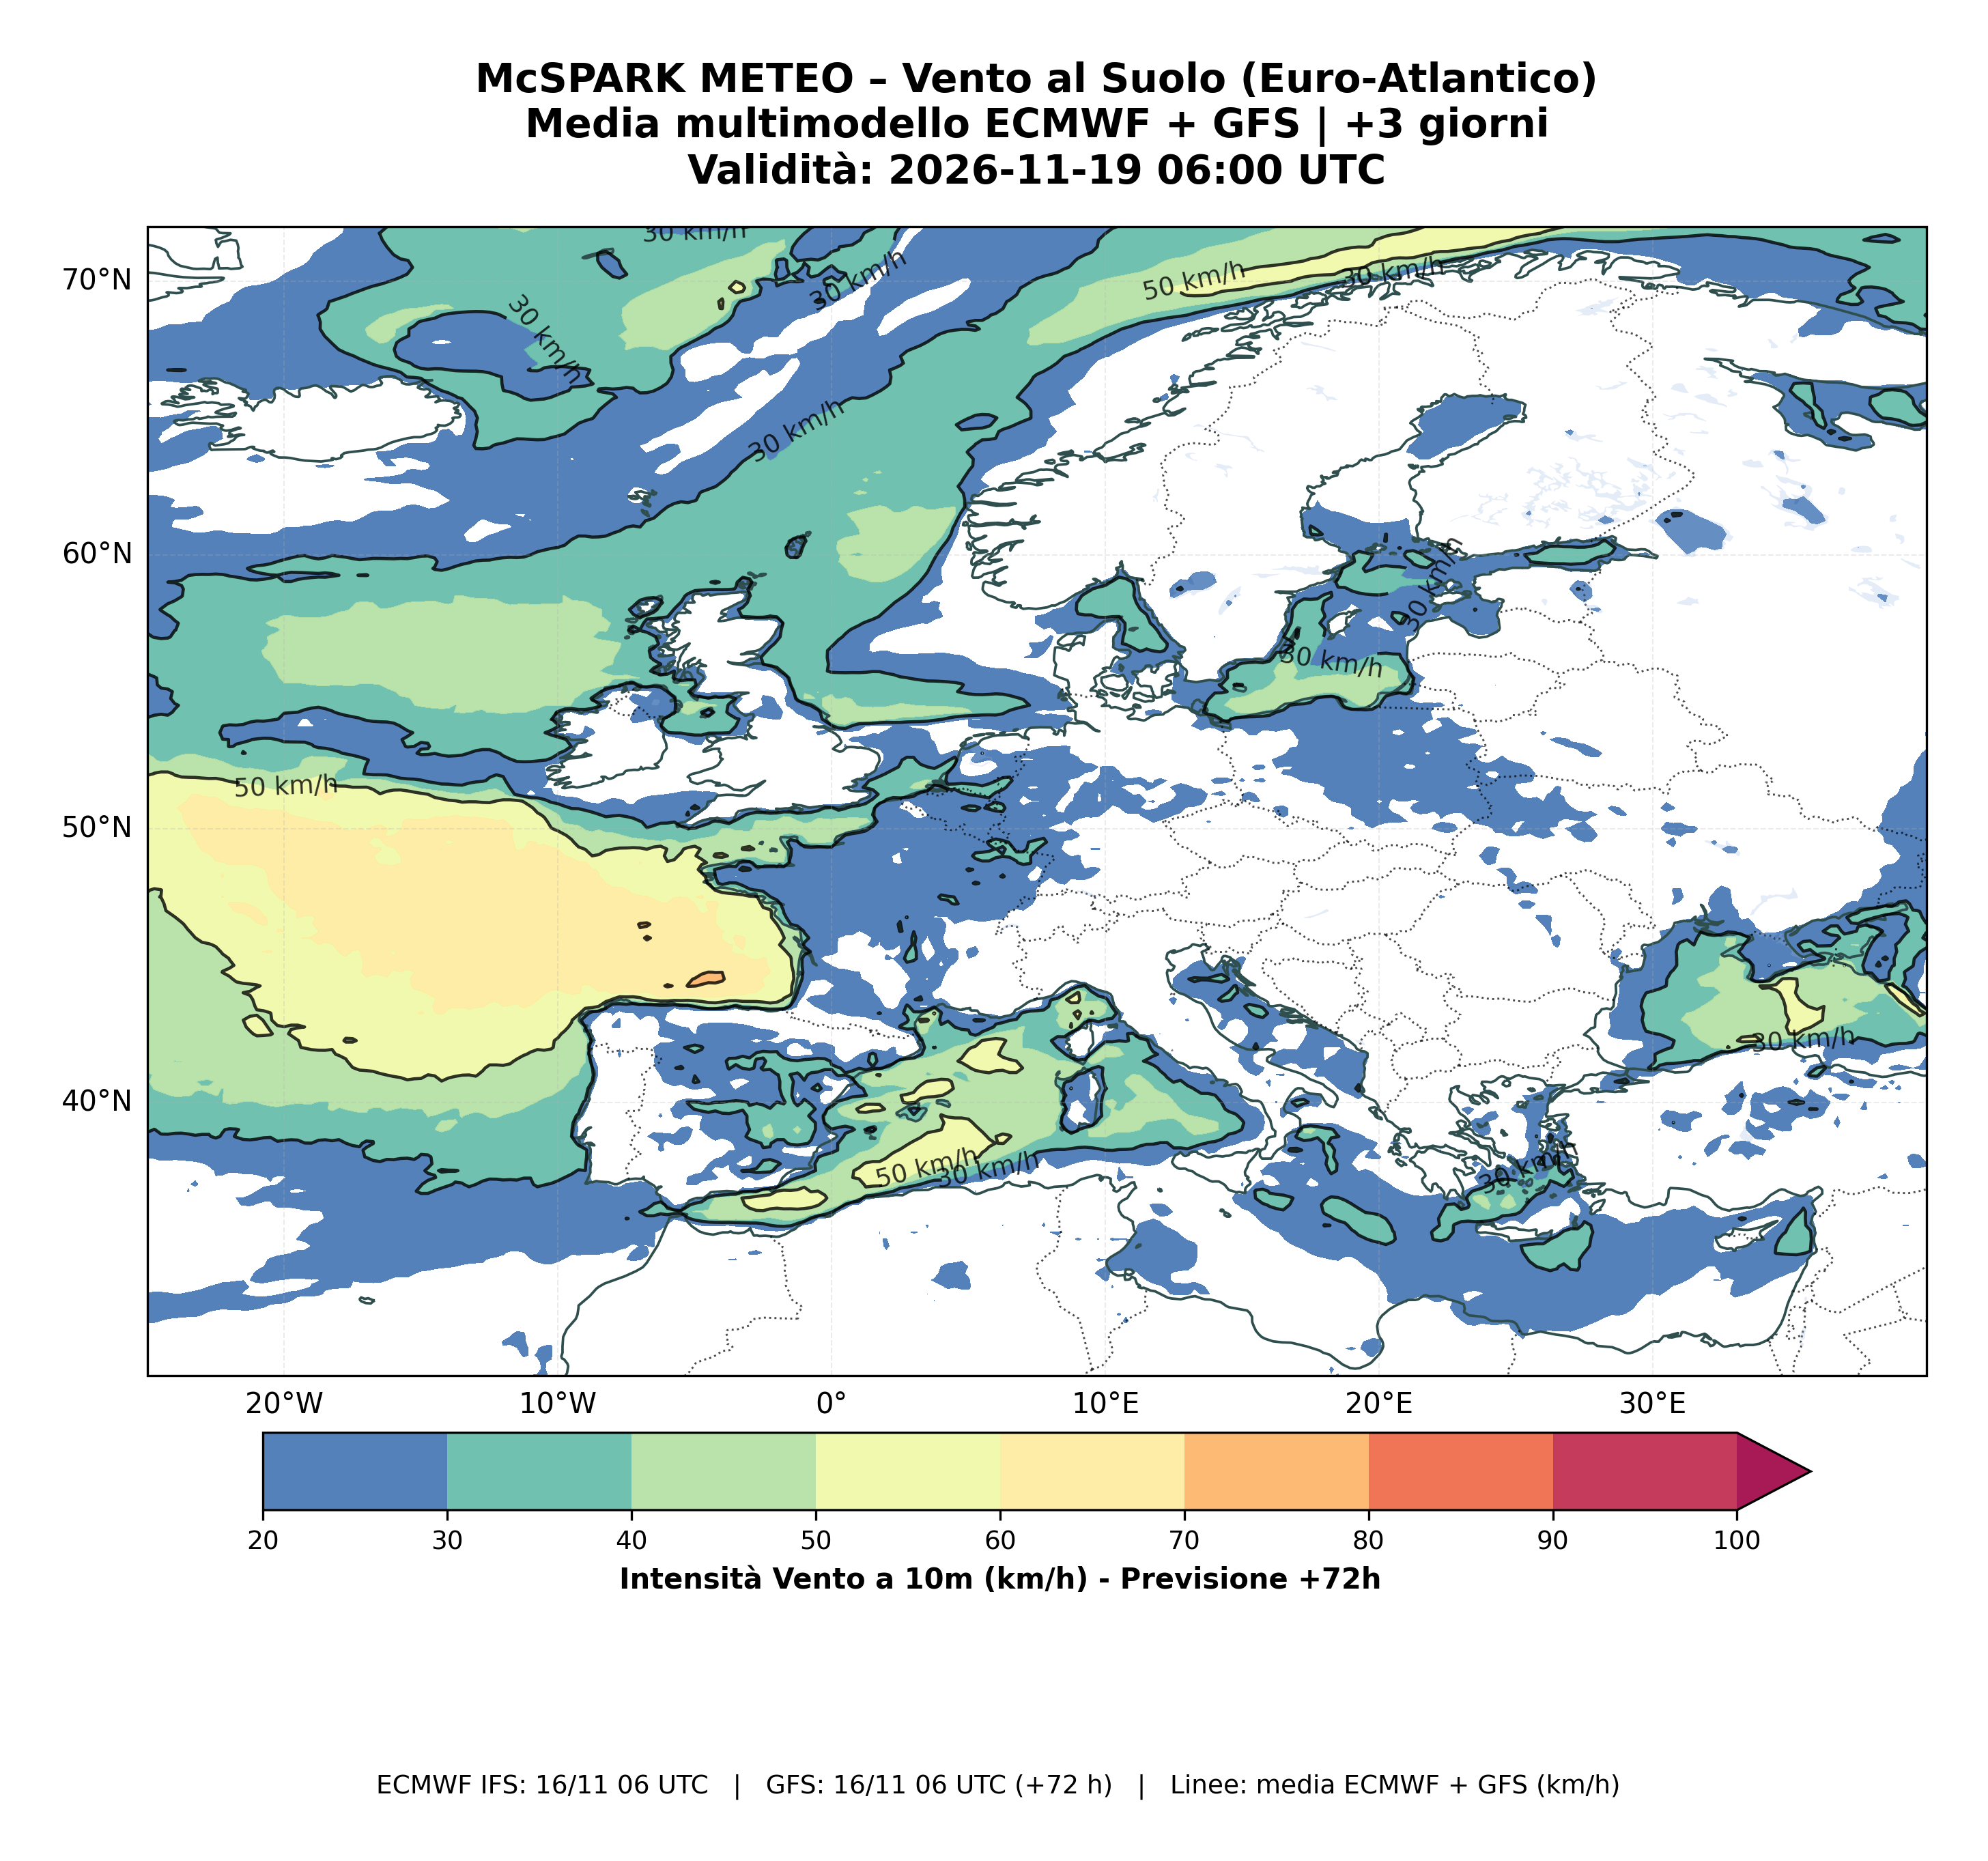 McSPARK METEO – Vento al Suolo (Euro-Atlantico)
Media multimodello ECMWF + GFS | +3 giorni
Validità: 2026-11-19 06:00 UTC
30 km/h
30 km/h
50 km/h
30 km/h
30 km/h
30 km/h
30 km/h
30 km/h
50 km/h
30 km/h
50 km/h
30 km/h
30 km/h
70°N
60°N
50°N
40°N
20°W 10°W 0° 10°E 20°E 30°E
20 30 40 50 60 70 80 90 100
Intensità Vento a 10m (km/h) - Previsione +72h
ECMWF IFS: 16/11 06 UTC | GFS: 16/11 06 UTC (+72 h) | Linee: media ECMWF + GFS (km/h)